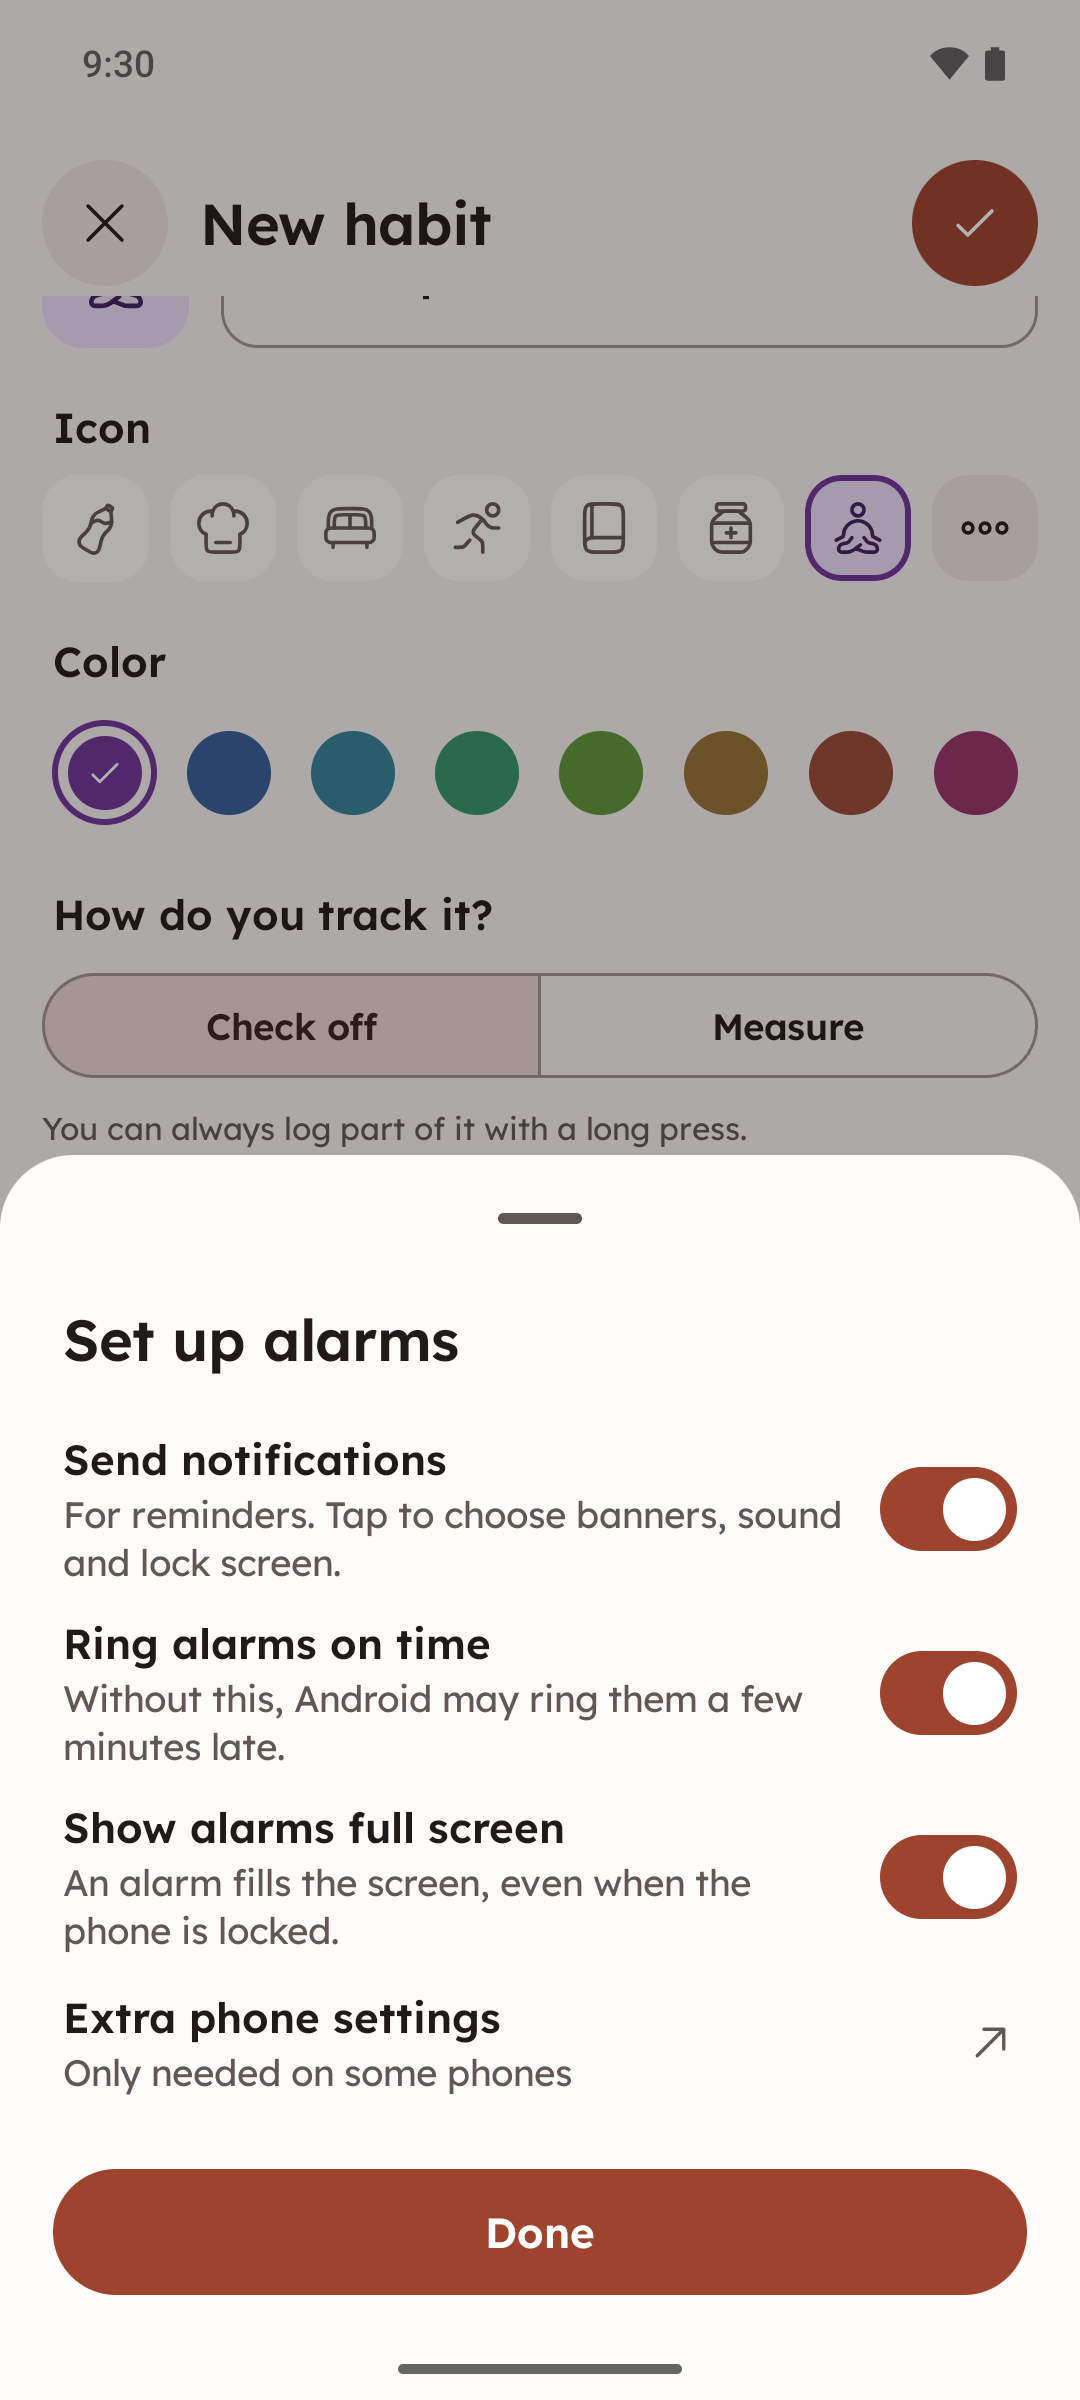 9:30
New habit
Icon
Color
How do you track it?
Check off
Measure
You can always log part of it with a long press.
Set up alarms
Send notifications
For reminders. Tap to choose banners, sound
and lock screen.
Ring alarms on time
Without this, Android may ring them a few
minutes late.
Show alarms full screen
An alarm fills the screen, even when the
phone is locked.
Extra phone settings
Only needed on some phones
Done